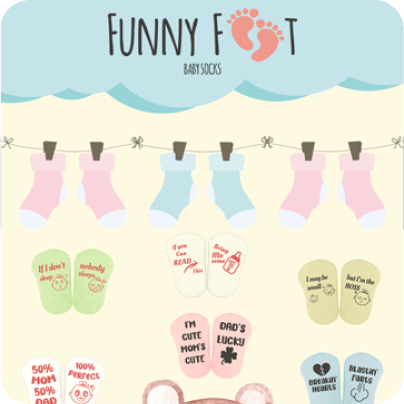 FUNNY F T
BABY SOCKS
If I don't
sleep
nobody
sleeps
if you
Can
READ
This
Bring
Me
I may be
small...
but I'm the
BOSS
I'M
CUTE
MOM'S
CUTE
DAD'S
LUCKY
50%
MOM
50%
DAD
100%
PERFECT
BREAKIN'
HEARTS
BLASTIN'
FARTS